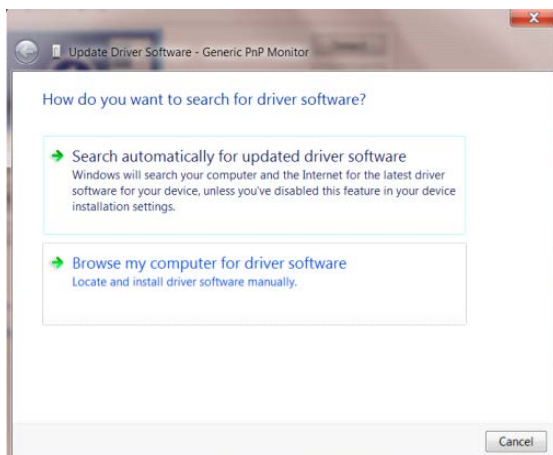 Update Driver Software - Generic PnP Monitor
How do you want to search for driver software?
Search automatically for updated driver software
Windows will search your computer and the Internet for the latest driver
software for your device, unless you've disabled this feature in your device
installation settings.
Browse my computer for driver software
Locate and install driver software manually.
Cancel